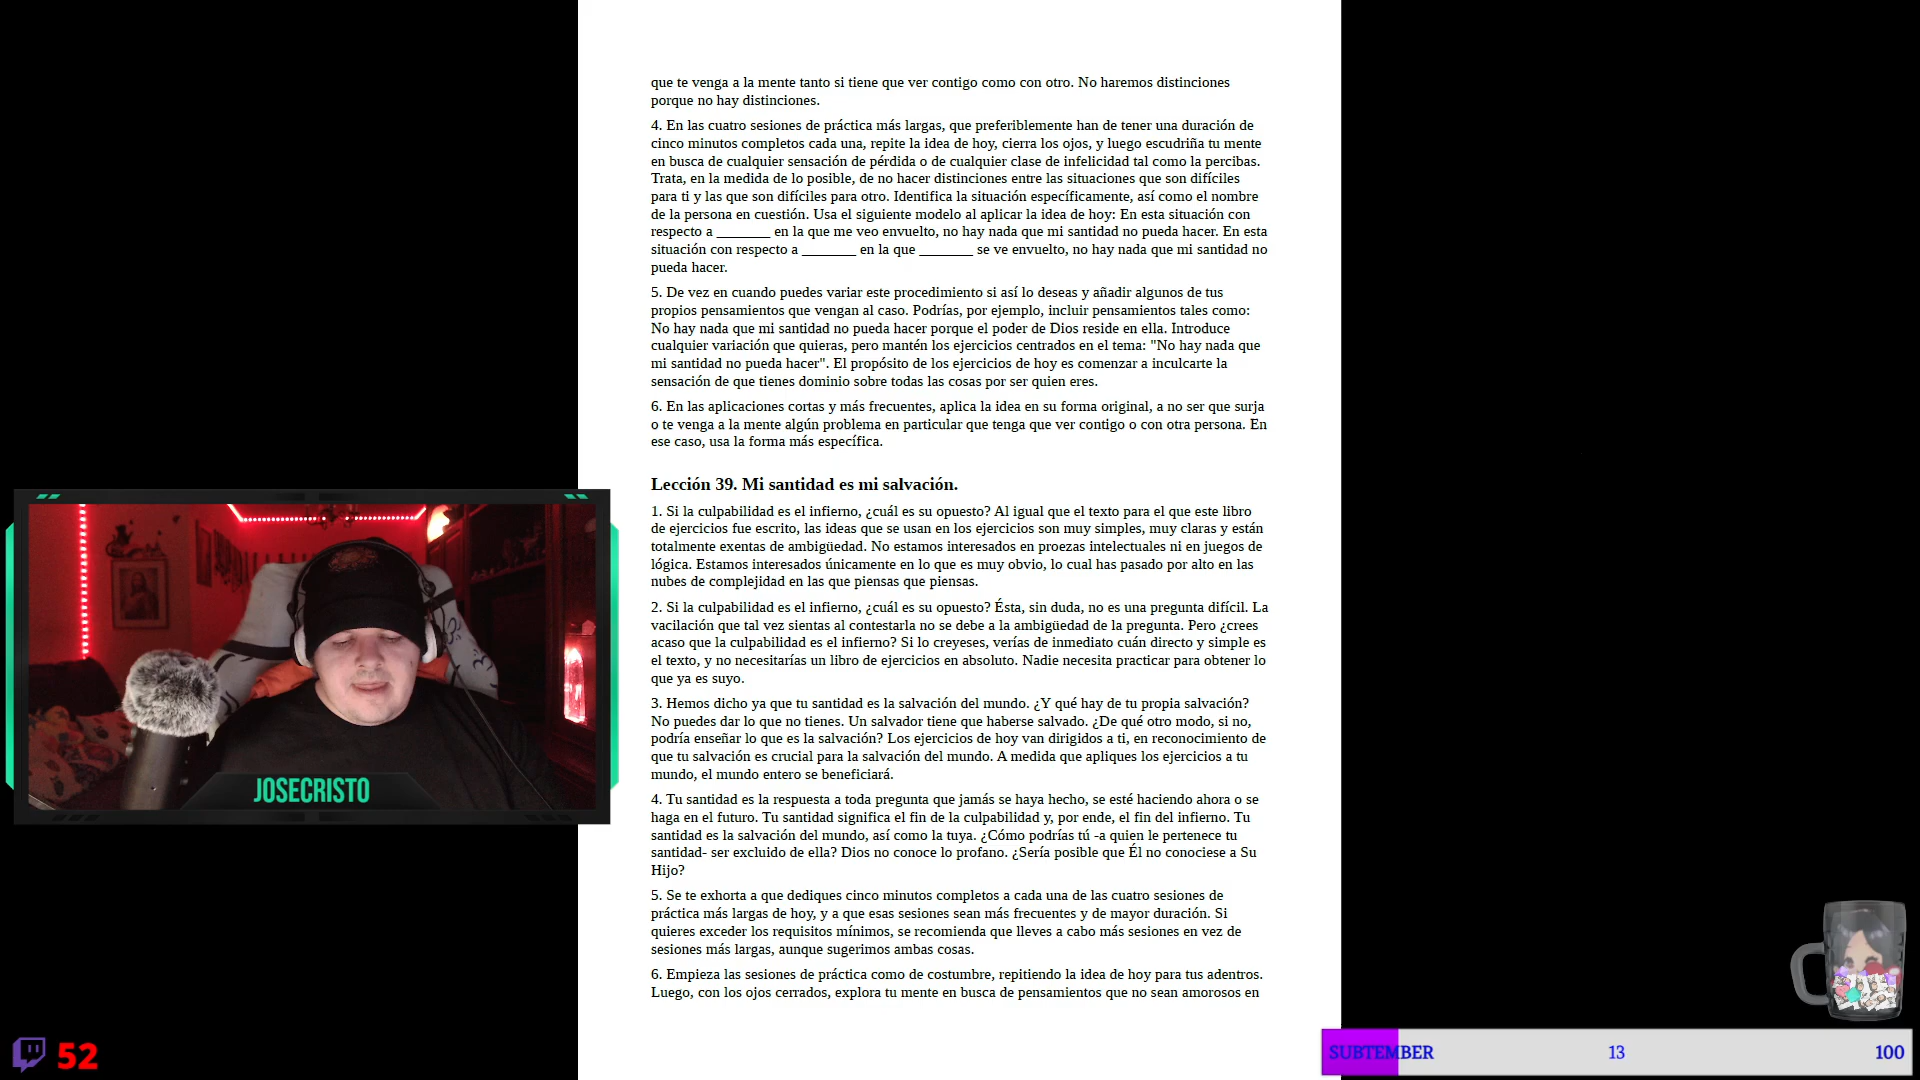 que te venga a la mente tanto si tiene que ver contigo como con otro. No haremos distinciones
porque no hay distinciones.
4. En las cuatro sesiones de práctica más largas, que preferiblemente han de tener una duración de
cinco minutos completos cada una, repite la idea de hoy, cierra los ojos, y luego escudriña tu mente
en busca de cualquier sensación de pérdida o de cualquier clase de infelicidad tal como la percibas.
Trata, en la medida de lo posible, de no hacer distinciones entre las situaciones que son difíciles
para ti y las que son difíciles para otro. Identifica la situación específicamente, así como el nombre
de la persona en cuestión. Usa el siguiente modelo al aplicar la idea de hoy: En esta situación con
respecto a _______ en la que me veo envuelto, no hay nada que mi santidad no pueda hacer. En esta
situación con respecto a _______ en la que _______ se ve envuelto, no hay nada que mi santidad no
pueda hacer.
5. De vez en cuando puedes variar este procedimiento si así lo deseas y añadir algunos de tus
propios pensamientos que vengan al caso. Podrías, por ejemplo, incluir pensamientos tales como:
No hay nada que mi santidad no pueda hacer porque el poder de Dios reside en ella. Introduce
cualquier variación que quieras, pero mantén los ejercicios centrados en el tema: "No hay nada que
mi santidad no pueda hacer". El propósito de los ejercicios de hoy es comenzar a inculcarte la
sensación de que tienes dominio sobre todas las cosas por ser quien eres.
6. En las aplicaciones cortas y más frecuentes, aplica la idea en su forma original, a no ser que surja
o te venga a la mente algún problema en particular que tenga que ver contigo o con otra persona. En
ese caso, usa la forma más específica.
Lección 39. Mi santidad es mi salvación.
1. Si la culpabilidad es el infierno, ¿cuál es su opuesto? Al igual que el texto para el que este libro
de ejercicios fue escrito, las ideas que se usan en los ejercicios son muy simples, muy claras y están
totalmente exentas de ambigüedad. No estamos interesados en proezas intelectuales ni en juegos de
lógica. Estamos interesados únicamente en lo que es muy obvio, lo cual has pasado por alto en las
nubes de complejidad en las que piensas que piensas.
2. Si la culpabilidad es el infierno, ¿cuál es su opuesto? Ésta, sin duda, no es una pregunta difícil. La
vacilación que tal vez sientas al contestarla no se debe a la ambigüedad de la pregunta. Pero ¿crees
acaso que la culpabilidad es el infierno? Si lo creyeses, verías de inmediato cuán directo y simple es
el texto, y no necesitarías un libro de ejercicios en absoluto. Nadie necesita practicar para obtener lo
que ya es suyo.
3. Hemos dicho ya que tu santidad es la salvación del mundo. ¿Y qué hay de tu propia salvación?
No puedes dar lo que no tienes. Un salvador tiene que haberse salvado. ¿De qué otro modo, si no,
podría enseñar lo que es la salvación? Los ejercicios de hoy van dirigidos a ti, en reconocimiento de
que tu salvación es crucial para la salvación del mundo. A medida que apliques los ejercicios a tu
mundo, el mundo entero se beneficiará.
4. Tu santidad es la respuesta a toda pregunta que jamás se haya hecho, se esté haciendo ahora o se
haga en el futuro. Tu santidad significa el fin de la culpabilidad y, por ende, el fin del infierno. Tu
santidad es la salvación del mundo, así como la tuya. ¿Cómo podrías tú -a quien le pertenece tu
santidad- ser excluido de ella? Dios no conoce lo profano. ¿Sería posible que Él no conociese a Su
Hijo?
5. Se te exhorta a que dediques cinco minutos completos a cada una de las cuatro sesiones de
práctica más largas de hoy, y a que esas sesiones sean más frecuentes y de mayor duración. Si
quieres exceder los requisitos mínimos, se recomienda que lleves a cabo más sesiones en vez de
sesiones más largas, aunque sugerimos ambas cosas.
6. Empieza las sesiones de práctica como de costumbre, repitiendo la idea de hoy para tus adentros.
Luego, con los ojos cerrados, explora tu mente en busca de pensamientos que no sean amorosos en
JOSECRISTO
52
SUBTEMBER 13 100